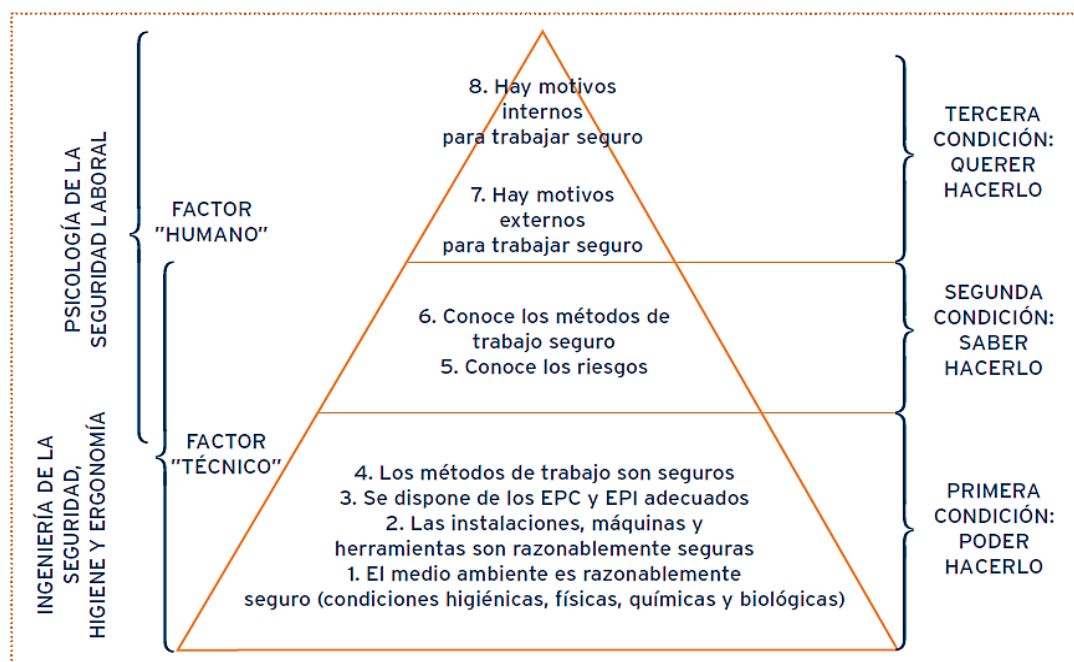 PSICOLOGÍA DE LA
SEGURIDAD LABORAL
FACTOR
"HUMANO"
INGENIERÍA DE LA
SEGURIDAD,
HIGIENE Y ERGONOMÍA
FACTOR
"TÉCNICO"
8. Hay motivos
internos
para trabajar seguro
7. Hay motivos
externos
para trabajar seguro
6. Conoce los métodos de
trabajo seguro
5. Conoce los riesgos
4. Los métodos de trabajo son seguros
3. Se dispone de los EPC y EPI adecuados
2. Las instalaciones, máquinas y
herramientas son razonablemente seguras
1. El medio ambiente es razonablemente
seguro (condiciones higiénicas, físicas, químicas y biológicas)
TERCERA
CONDICIÓN:
QUERER
HACERLO
SEGUNDA
CONDICIÓN:
SABER
HACERLO
PRIMERA
CONDICIÓN:
PODER
HACERLO